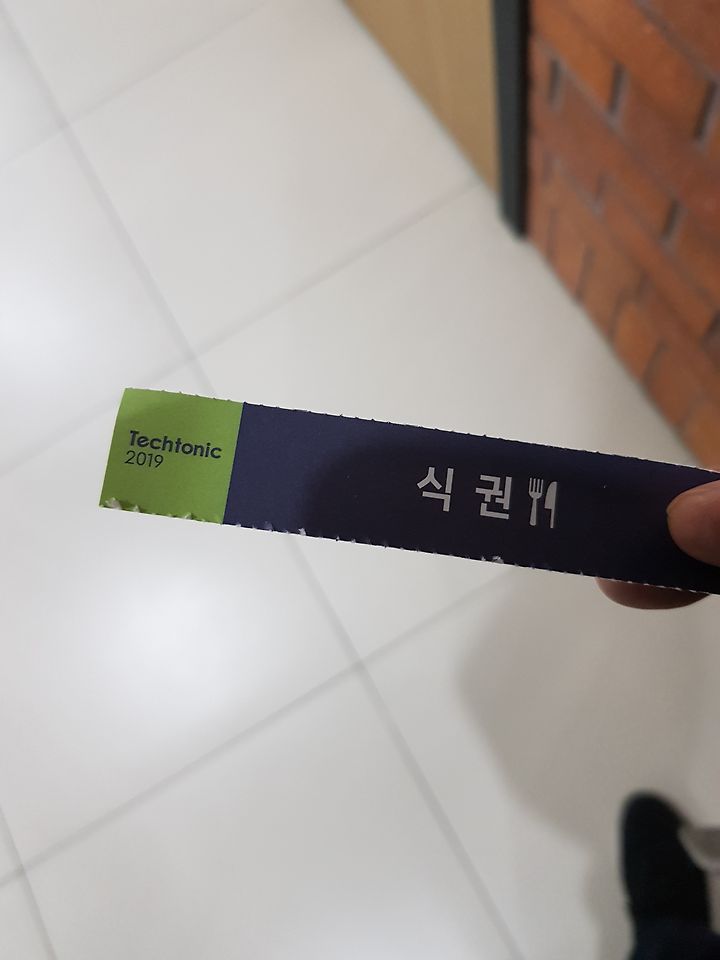 Techtonic
2019
식 권